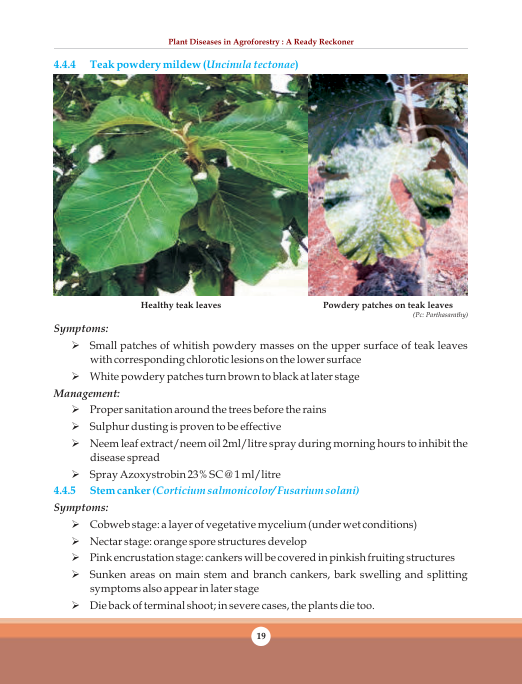 Plant Diseases in Agroforestry : A Ready Reckoner
4.4.4 Teak powdery mildew (Uncimula tectonae)
Healthy teak leaves
Powdery patches on teak leaves
(Pc: Parthasarathy)
Symptoms:
➢ Small patches of whitish powdery masses on the upper surface of teak leaves
with corresponding chlorotic lesions on the lower surface
➢ White powdery patches turn brown to black at later stage
Management:
➢ Proper sanitation around the trees before the rains
➢ Sulphur dusting is proven to be effective
➢ Neem leaf extract/neem oil 2ml/litre spray during morning hours to inhibit the
disease spread
➢ Spray Azoxystrobin 23% SC @ 1 ml/litre
4.4.5 Stem canker (Corticium salmonicolor/Fusarium solani)
Symptoms:
➢ Cobweb stage: a layer of vegetative mycelium (under wet conditions)
➢ Nectar stage: orange spore structures develop
➢ Pink encrustation stage: cankers will be covered in pinkish fruiting structures
➢ Sunken areas on main stem and branch cankers, bark swelling and splitting
symptoms also appear in later stage
➢ Die back of terminal shoot; in severe cases, the plants die too.
19